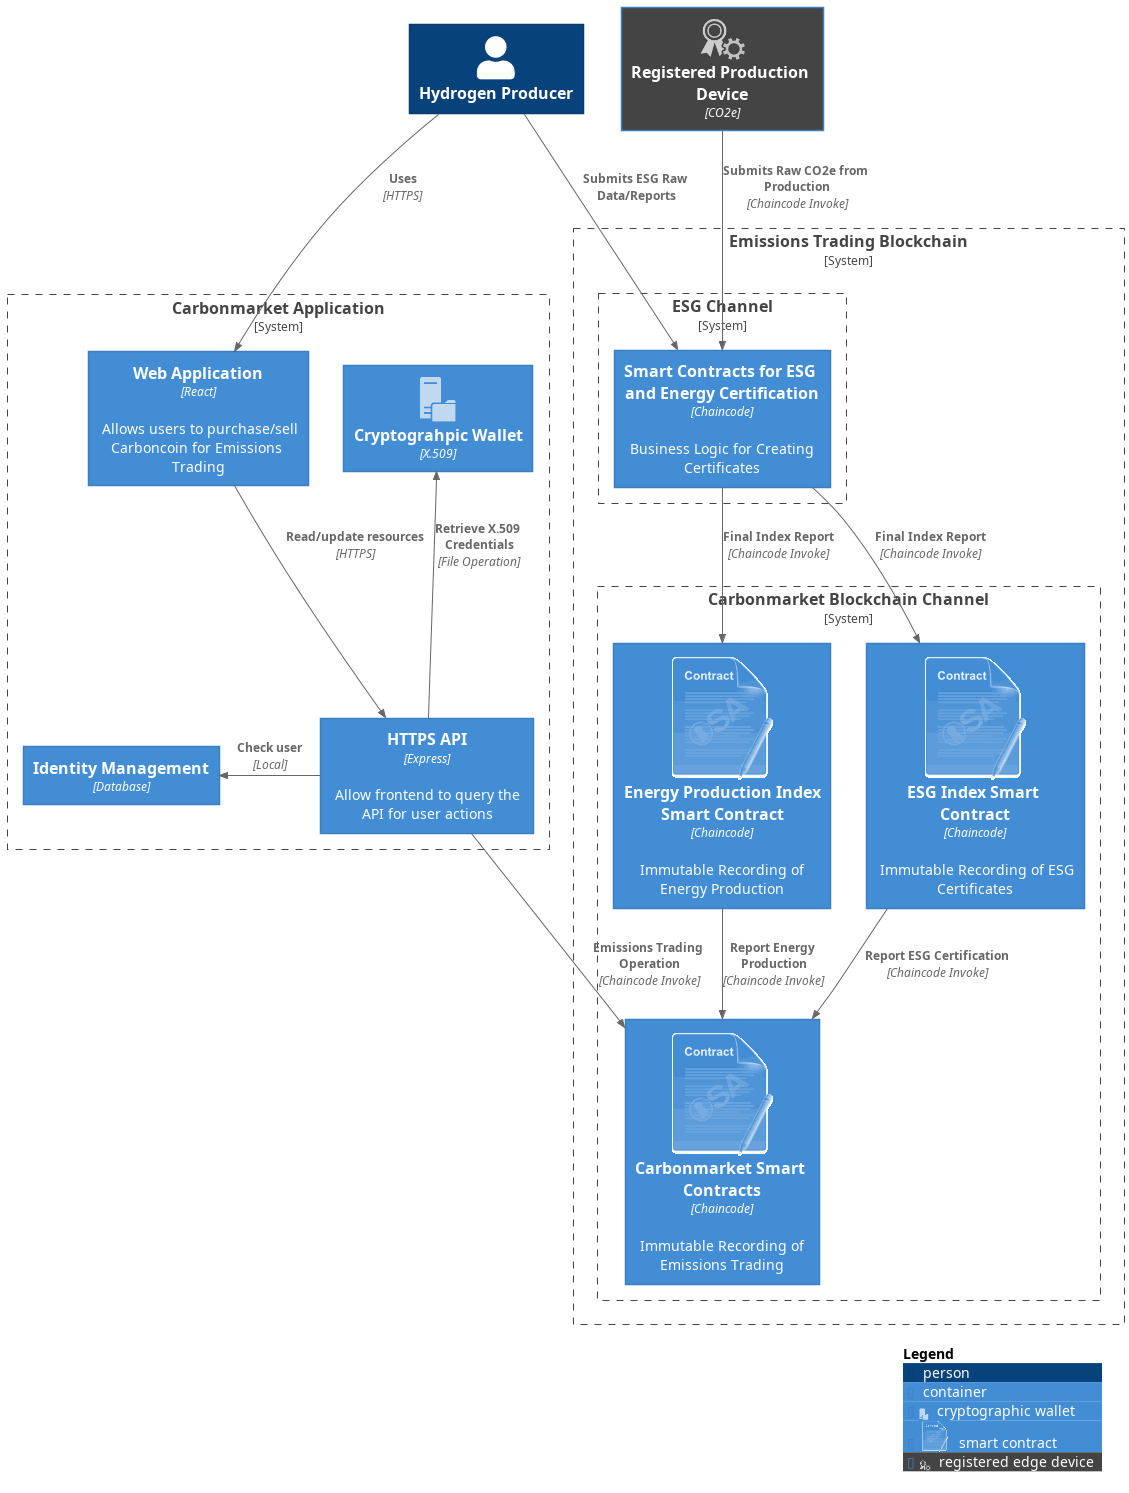 Hydrogen Producer
Registered Production
Device
[CO2e]
Uses
[HTTPS]
Submits ESG Raw
Data/Reports
Submits Raw CO2e from
Production
[Chaincode Invoke]
Emissions Trading Blockchain
[System]
Carbonmarket Application
[System]
ESG Channel
[System]
Web Application
[React]
Allows users to purchase/sell
Carboncoin for Emissions
Trading
Cryptograhpic Wallet
[X.509]
Smart Contracts for ESG
and Energy Certification
[Chaincode]
Business Logic for Creating
Certificates
Read/update resources
[HTTPS]
Retrieve X.509
Credentials
[File Operation]
Final Index Report
[Chaincode Invoke]
Final Index Report
[Chaincode Invoke]
Carbonmarket Blockchain Channel
[System]
Identity Management
[Database]
Check user
[Local]
HTTPS API
[Express]
Allow frontend to query the
API for user actions
Contract
Energy Production Index
Smart Contract
[Chaincode]
Immutable Recording of
Energy Production
Contract
ESG Index Smart
Contract
[Chaincode]
Immutable Recording of ESG
Certificates
Emissions Trading
Operation
[Chaincode Invoke]
Report Energy
Production
[Chaincode Invoke]
Report ESG Certification
[Chaincode Invoke]
Contract
Carbonmarket Smart
Contracts
[Chaincode]
Immutable Recording of
Emissions Trading
Legend
person
container
cryptographic wallet
smart contract
registered edge device